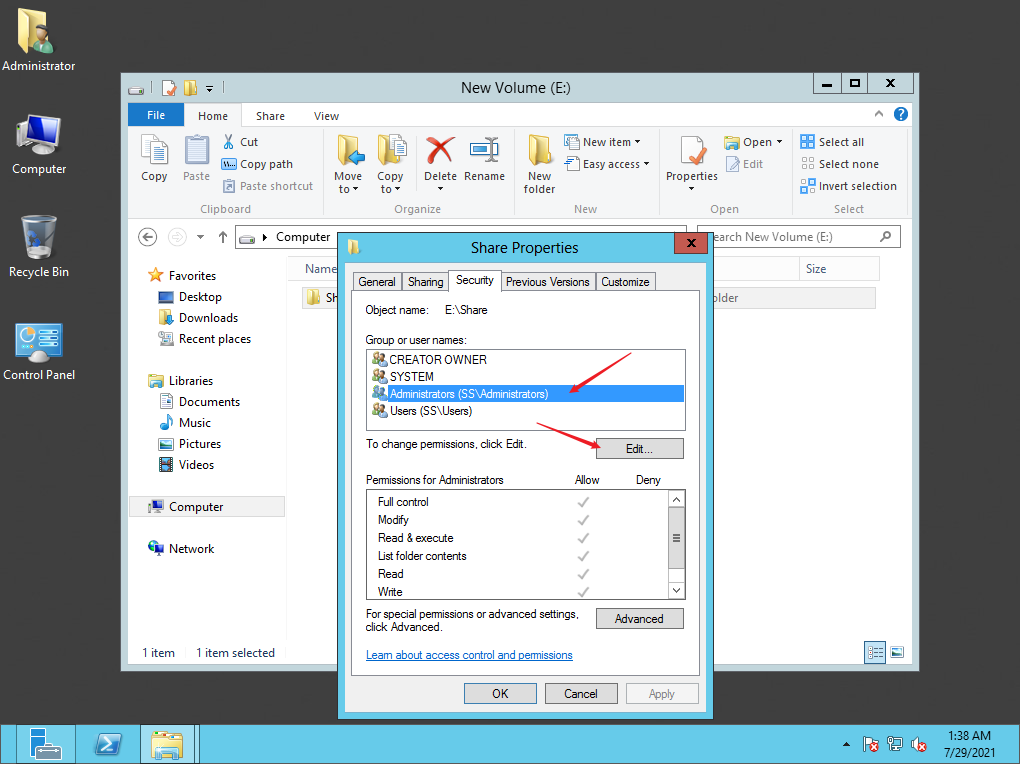 Administrator
Computer
Recycle Bin
Control Panel
New Volume (E:)
File Home Share View
Copy
Paste
Cut
Copy path
Paste shortcut
Clipboard
Move to
Copy to
Delete
Rename
Organize
New folder
New item
Easy access
New
Properties
Open
Edit
Open
Select all
Select none
Invert selection
Select
Computer
Search New Volume (E:)
Favorites
Desktop
Downloads
Recent places
Libraries
Documents
Music
Pictures
Videos
Computer
Network
Name
Size
Sh
older
1 item 1 item selected
Share Properties
General Sharing Security Previous Versions Customize
Object name: E:\Share
Group or user names:
CREATOR OWNER
SYSTEM
Administrators (SS\Administrators)
Users (SS\Users)
To change permissions, click Edit.
Edit...
Permissions for Administrators Allow Deny
Full control
Modify
Read & execute
List folder contents
Read
Write
For special permissions or advanced settings,
click Advanced.
Advanced
Learn about access control and permissions
OK Cancel Apply
1:38 AM
7/29/2021